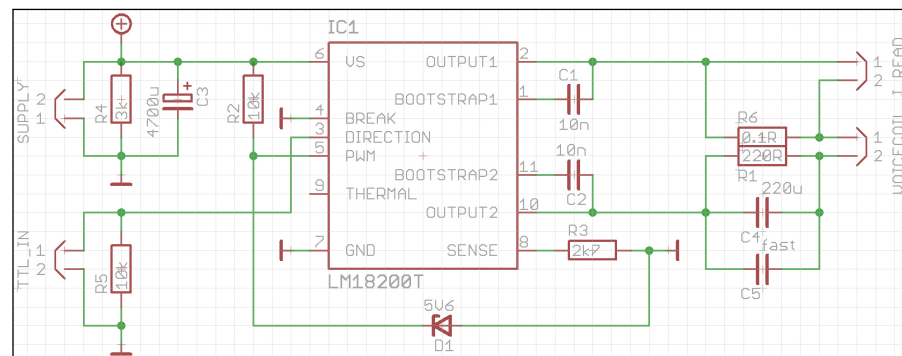 IC1
6
VS
OUTPUT1
2
C1
1
2
I_READ
SUPPLY
2
1
R4
3k
4700u
C3
R2
10k
BOOTSTRAP1
1
10n
4
BREAK
3
DIRECTION
5
PWM
10n
R6
0.1R
220R
R1
1
2
9
THERMAL
BOOTSTRAP2
11
C2
220u
OUTPUT2
10
C4
fast
TTL_IN
1
2
R5
10k
7
GND
SENSE
8
R3
2k7
C5
LM18200T
5V6
D1